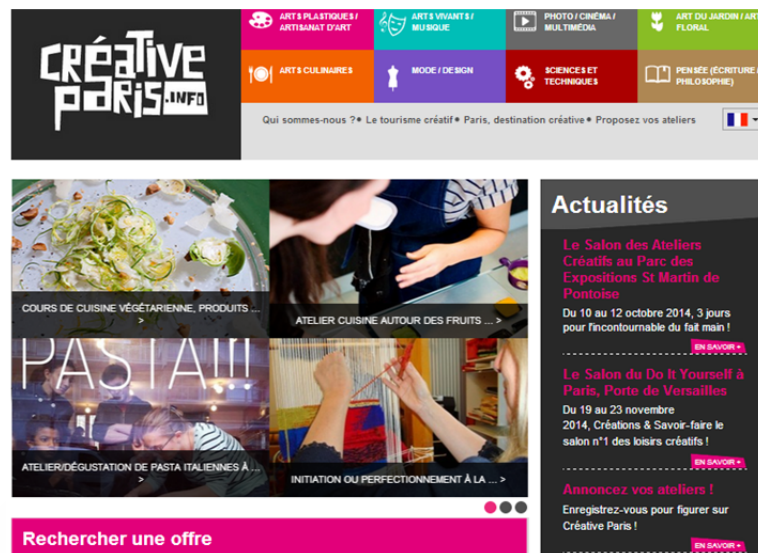 CRÉATIVE
PARIS.INFO
ARTS PLASTIQUES /
ARTISANAT D'ART
ARTS VIVANTS /
MUSIQUE
PHOTO / CINÉMA /
MULTIMÉDIA
ART DU JARDIN / ART
FLORAL
ARTS CULINAIRES
MODE / DESIGN
SCIENCES ET
TECHNIQUES
PENSÉE (ÉCRITURE /
PHILOSOPHIE)
Qui sommes-nous ?• Le tourisme créatif• Paris, destination créative• Proposez vos ateliers
COURS DE CUISINE VÉGÉTARIENNE, PRODUITS ...
>
ATELIER CUISINE AUTOUR DES FRUITS ... >
PASTA!!!
ATELIER/DÉGUSTATION DE PASTA ITALIENNES À ...
>
INITIATION OU PERFECTIONNEMENT À LA ... >
Rechercher une offre
Actualités
Le Salon des Ateliers
Créatifs au Parc des
Expositions St Martin de
Pontoise
Du 10 au 12 octobre 2014, 3 jours
pour l'incontournable du fait main !
EN SAVOIR +
Le Salon du Do It Yourself à
Paris, Porte de Versailles
Du 19 au 23 novembre
2014, Créations & Savoir-faire le
salon n°1 des loisirs créatifs !
EN SAVOIR +
Annoncez vos ateliers !
Enregistrez-vous pour figurer sur
Créative Paris !
EN SAVOIR +